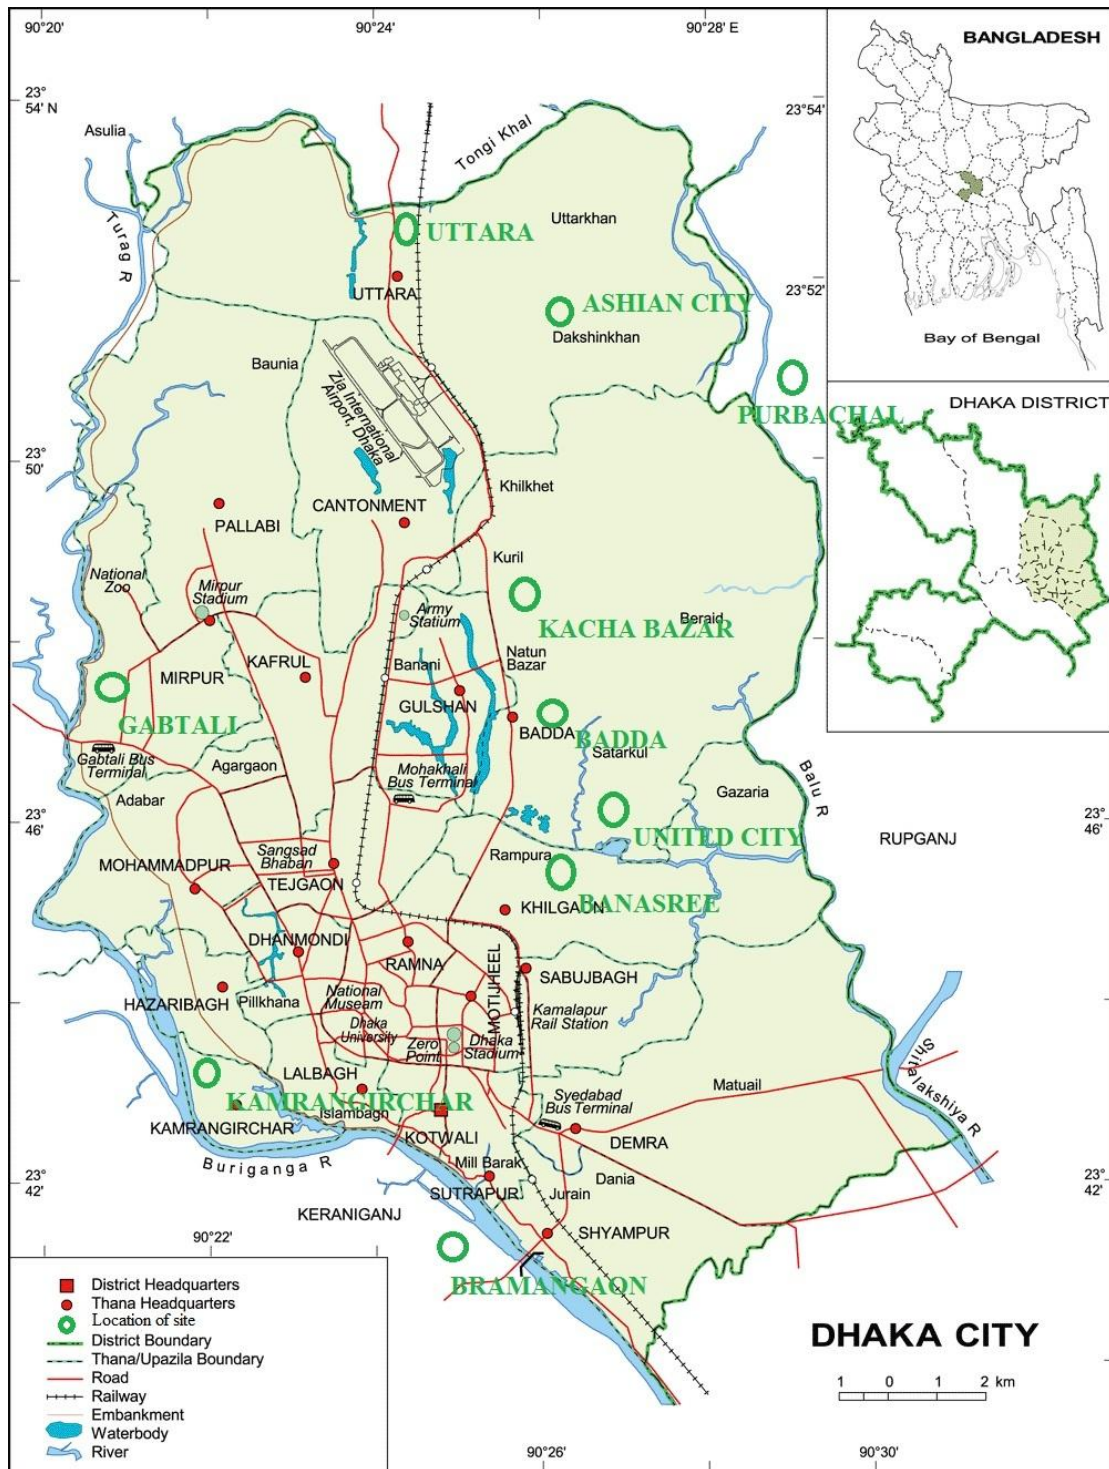 90°20'
90°24'
90°28' E
BANGLADESH
23°
54' N
23°54'
Asulia
Tongi Khal
Turag R
UTTARA
Uttarkhan
23°52'
UTTARA
ASHIAN CITY
Dakshinkhan
Bay of Bengal
Baunia
Zia International
Airport, Dhaka
PURBACHAL
DHAKA DISTRICT
23°
50'
Khilkhet
CANTONMENT
PALLABI
Kuril
National
Zoo
Mirpur
Stadium
Army
Statium
Beraid
KACHA BAZAR
Natun
Bazar
KAFRUL
Banani
MIRPUR
GULSHAN
GABTALI
BADDA
BADDA
Satarkul
Gabtali Bus
Terminal
Agargaon
Mohakhali
Bus Terminal
Balu R
Gazaria
Adabar
23°
46'
23°
46'
UNITED CITY
RUPGANJ
Sangsad
Bhaban
Rampura
MOHAMMADPUR
TEJGAON
BANASREE
KHILGAON
DHANMONDI
RAMNA
MOTIJHEEL
SABUJBAGH
HAZARIBAGH
Pillkhana
National
Museam
Kamalapur
Rail Station
Dhaka
University
Zero
Point
Dhaka
Stadium
Shitalakshiya R
LALBAGH
Matuail
KAMRANGIRCHAR
Islambagh
Syedabad
Bus Terminal
KAMRANGIRCHAR
KOTWALI
DEMRA
Buriganga R
Mill Barak
Dania
23°
42'
23°
42'
SUTRAPUR
Jurain
KERANIGANJ
SHYAMPUR
90°22'
BRAMANGAON
District Headquarters
Thana Headquarters
Location of site
District Boundary
Thana/Upazila Boundary
Road
Railway
Embankment
Waterbody
River
DHAKA CITY
1 0 1 2 km
90°26'
90°30'